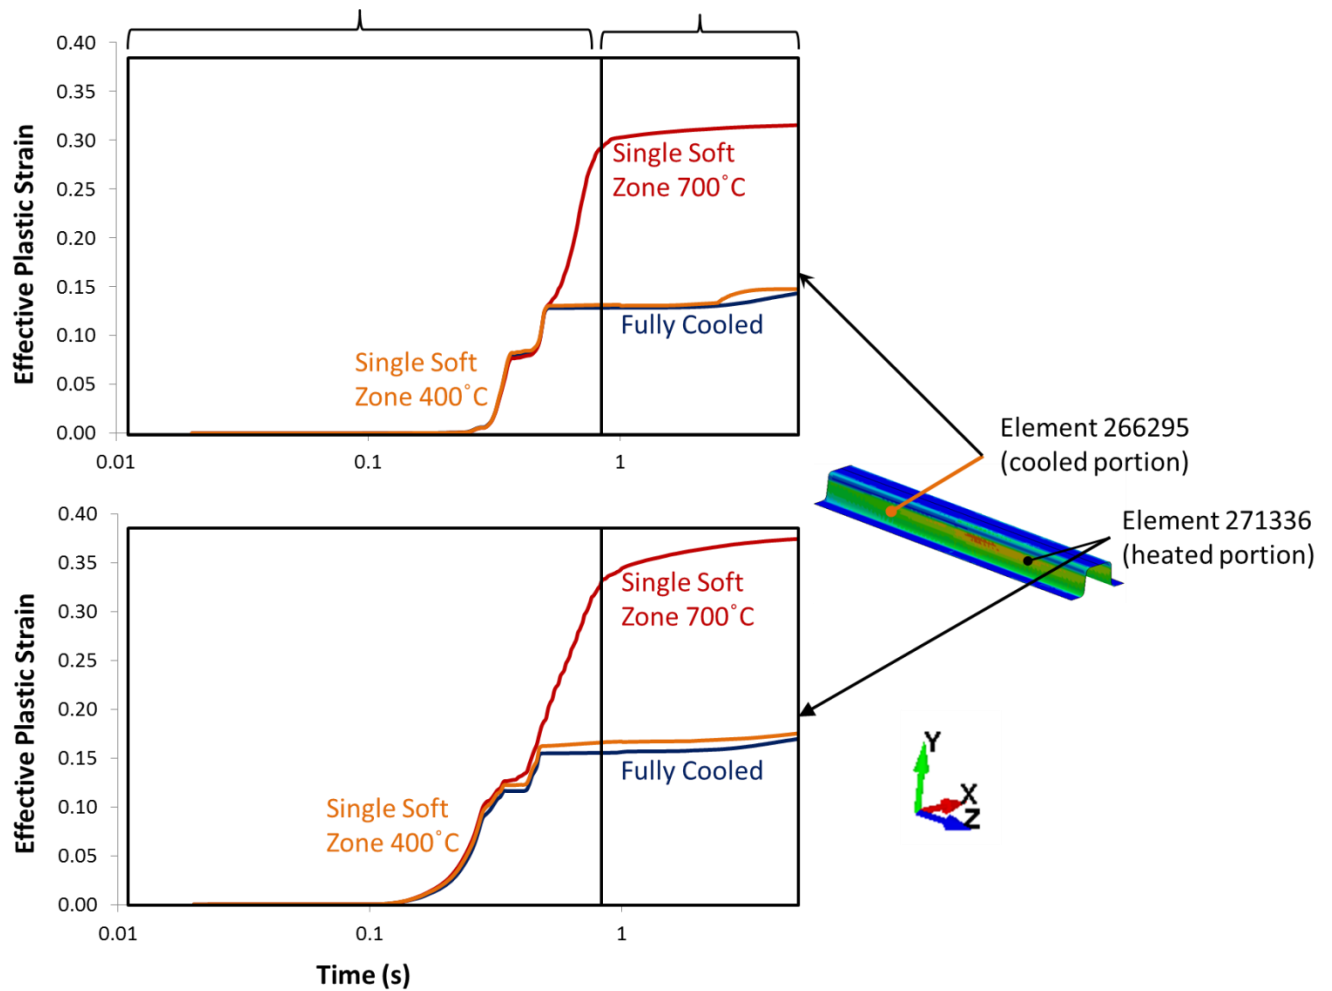 0.40
0.35
0.30
0.25
0.20
0.15
0.10
0.05
0.00
Effective Plastic Strain
Single Soft
Zone 700˚C
Fully Cooled
Single Soft
Zone 400˚C
0.01
0.1
1
Element 266295
(cooled portion)
Element 271336
(heated portion)
0.40
0.35
0.30
0.25
0.20
0.15
0.10
0.05
0.00
Effective Plastic Strain
Single Soft
Zone 700˚C
Fully Cooled
Single Soft
Zone 400˚C
0.01
0.1
1
Time (s)
Y
X
Z